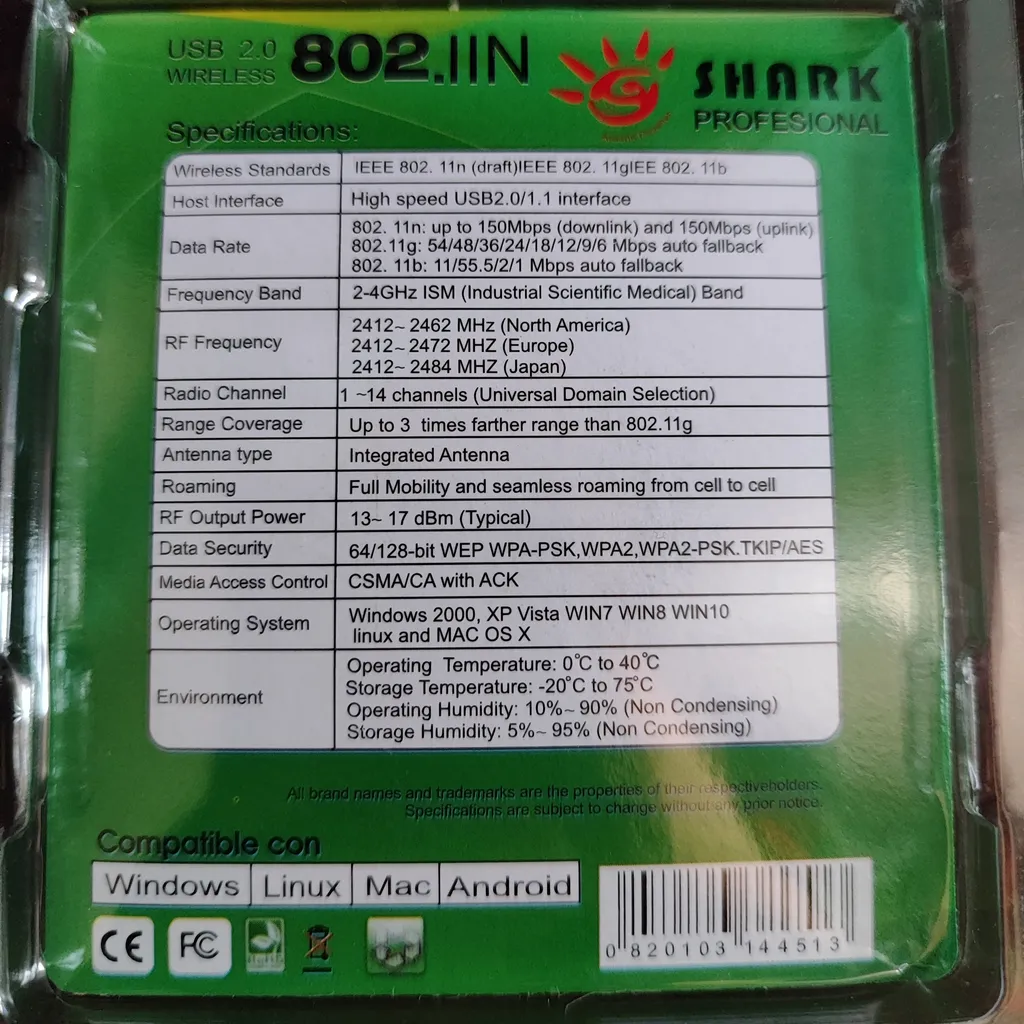 USB 2.0
WIRELESS
802.IIN
SHARK
PROFESIONAL
Specifications:
Wireless Standards IEEE 802. 11n (draft)IEEE 802. 11gIEE 802. 11b
Host Interface High speed USB2.0/1.1 interface
Data Rate
802. 11n: up to 150Mbps (downlink) and 150Mbps (uplink)
802.11g: 54/48/36/24/18/12/9/6 Mbps auto fallback
802. 11b: 11/55.5/2/1 Mbps auto fallback
Frequency Band 2-4GHz ISM (Industrial Scientific Medical) Band
RF Frequency
2412~ 2462 MHz (North America)
2412~ 2472 MHZ (Europe)
2412~ 2484 MHZ (Japan)
Radio Channel 1 ~14 channels (Universal Domain Selection)
Range Coverage Up to 3 times farther range than 802.11g
Antenna type Integrated Antenna
Roaming Full Mobility and seamless roaming from cell to cell
RF Output Power 13~ 17 dBm (Typical)
Data Security 64/128-bit WEP WPA-PSK,WPA2,WPA2-PSK.TKIP/AES
Media Access Control CSMA/CA with ACK
Operating System
Windows 2000, XP Vista WIN7 WIN8 WIN10
linux and MAC OS X
Environment
Operating Temperature: 0°C to 40°C
Storage Temperature: -20°C to 75°C
Operating Humidity: 10%~ 90% (Non Condensing)
Storage Humidity: 5%~ 95% (Non Condensing)
All brand names and trademarks are the properties of their respectiveholders.
Specifications are subject to change without any prior notice.
Compatible con
Windows Linux Mac Android
CE FC
0 820103 144513